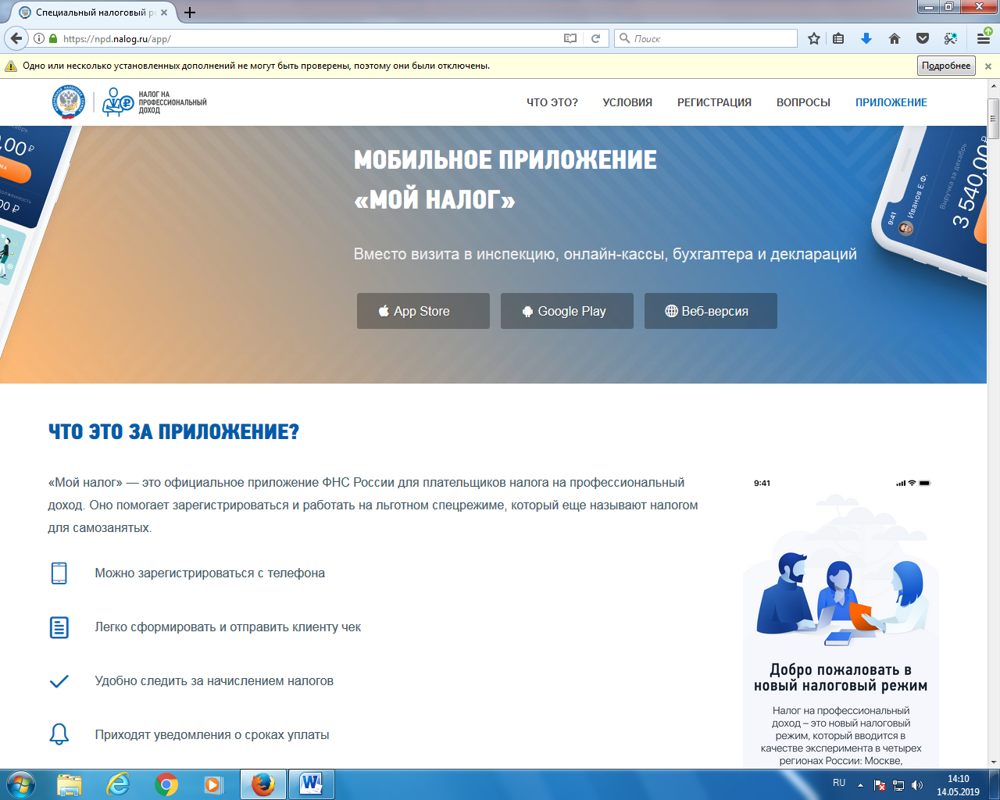 Специальный налоговый р
https://npd.nalog.ru/app/
Поиск
Одно или несколько установленных дополнений не могут быть проверены, поэтому они были отключены.
Подробнее
НАЛОГ НА
ПРОФЕССИОНАЛЬНЫЙ
ДОХОД
ЧТО ЭТО?
УСЛОВИЯ
РЕГИСТРАЦИЯ
ВОПРОСЫ
ПРИЛОЖЕНИЕ
МОБИЛЬНОЕ ПРИЛОЖЕНИЕ
«МОЙ НАЛОГ»
Вместо визита в инспекцию, онлайн-кассы, бухгалтера и деклараций
App Store
Google Play
Веб-версия
9:41
Иванов Е.Ф.
Выручка за декабрь
3 540,00 ₽
ЧТО ЭТО ЗА ПРИЛОЖЕНИЕ?
«Мой налог» — это официальное приложение ФНС России для плательщиков налога на профессиональный
доход. Оно помогает зарегистрироваться и работать на льготном спецрежиме, который еще называют налогом
для самозанятых.
Можно зарегистрироваться с телефона
Легко сформировать и отправить клиенту чек
Удобно следить за начислением налогов
Приходят уведомления о сроках уплаты
9:41
Добро пожаловать в
новый налоговый режим
Налог на профессиональный
доход – это новый налоговый
режим, который вводится в
качестве эксперимента в четырех
регионах России: Москве,
RU
14:10
14.05.2019